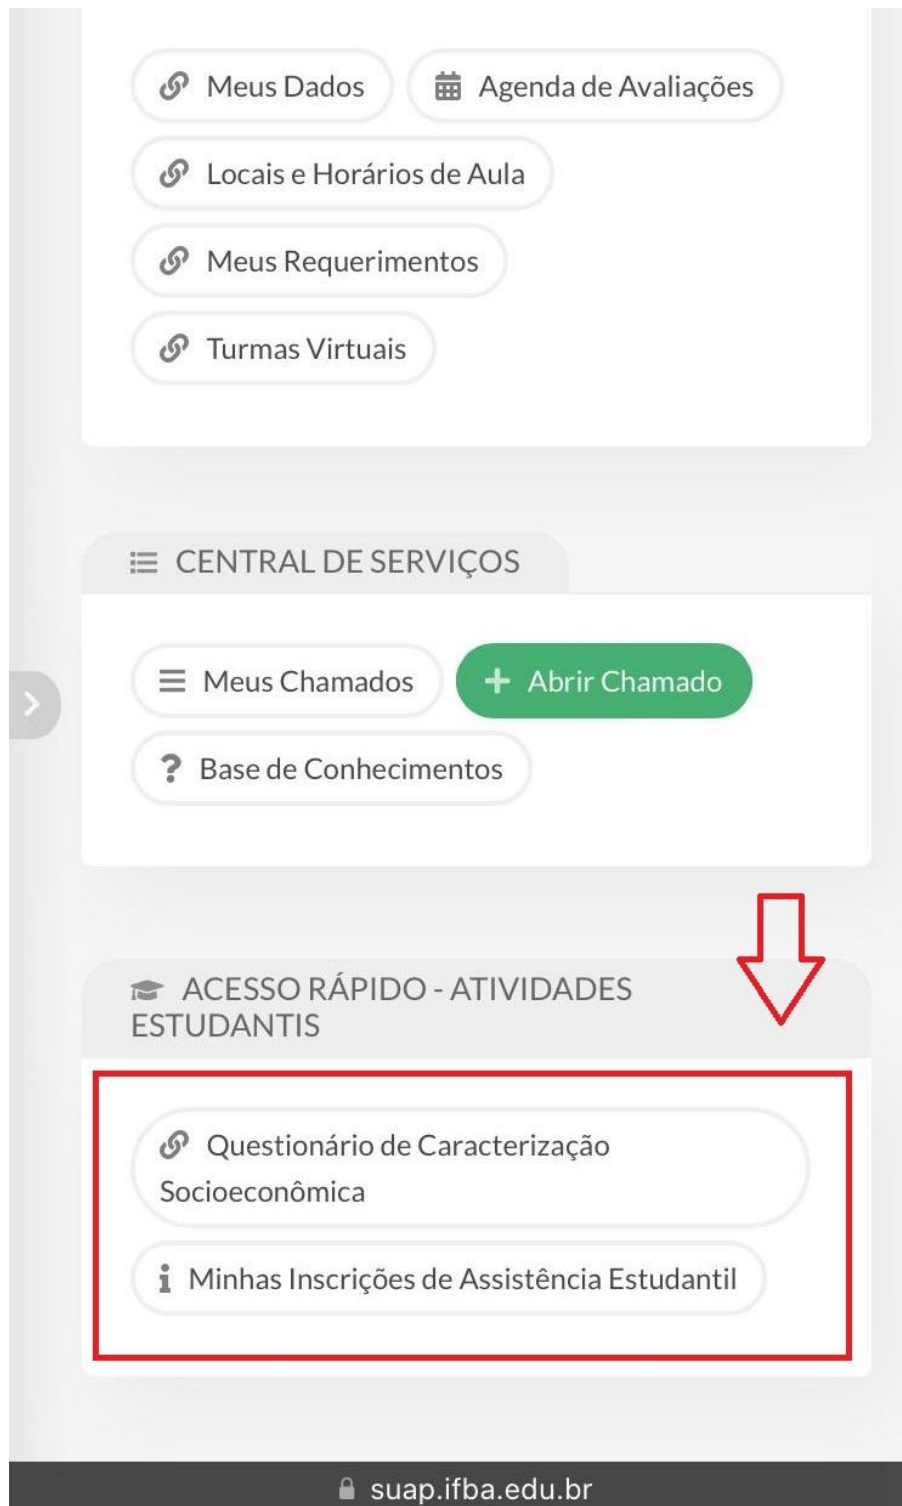 Meus Dados
Agenda de Avaliações
Locais e Horários de Aula
Meus Requerimentos
Turmas Virtuais
CENTRAL DE SERVIÇOS
Meus Chamados
+ Abrir Chamado
? Base de Conhecimentos
ACESSO RÁPIDO - ATIVIDADES
ESTUDANTIS
Questionário de Caracterização
Socioeconômica
Minhas Inscrições de Assistência Estudantil
suap.ifba.edu.br